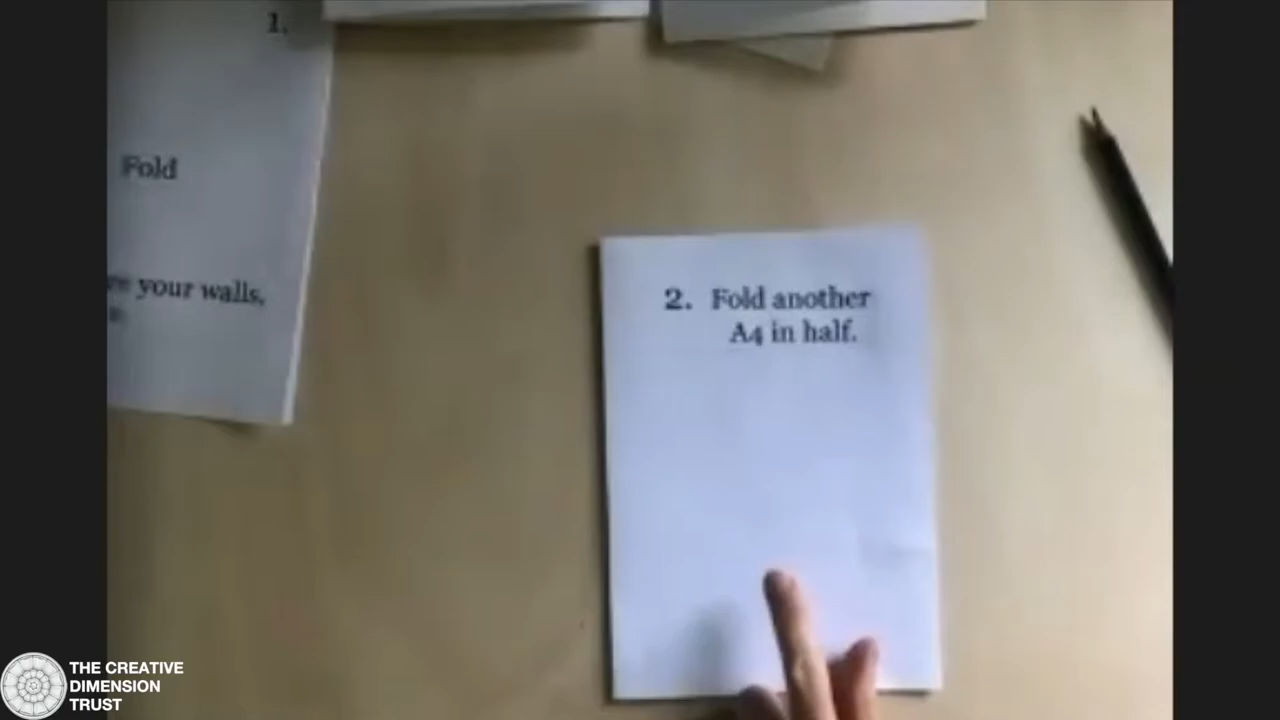 1.
Fold
your walls,
2. Fold another
A4 in half.
THE CREATIVE
DIMENSION
TRUST